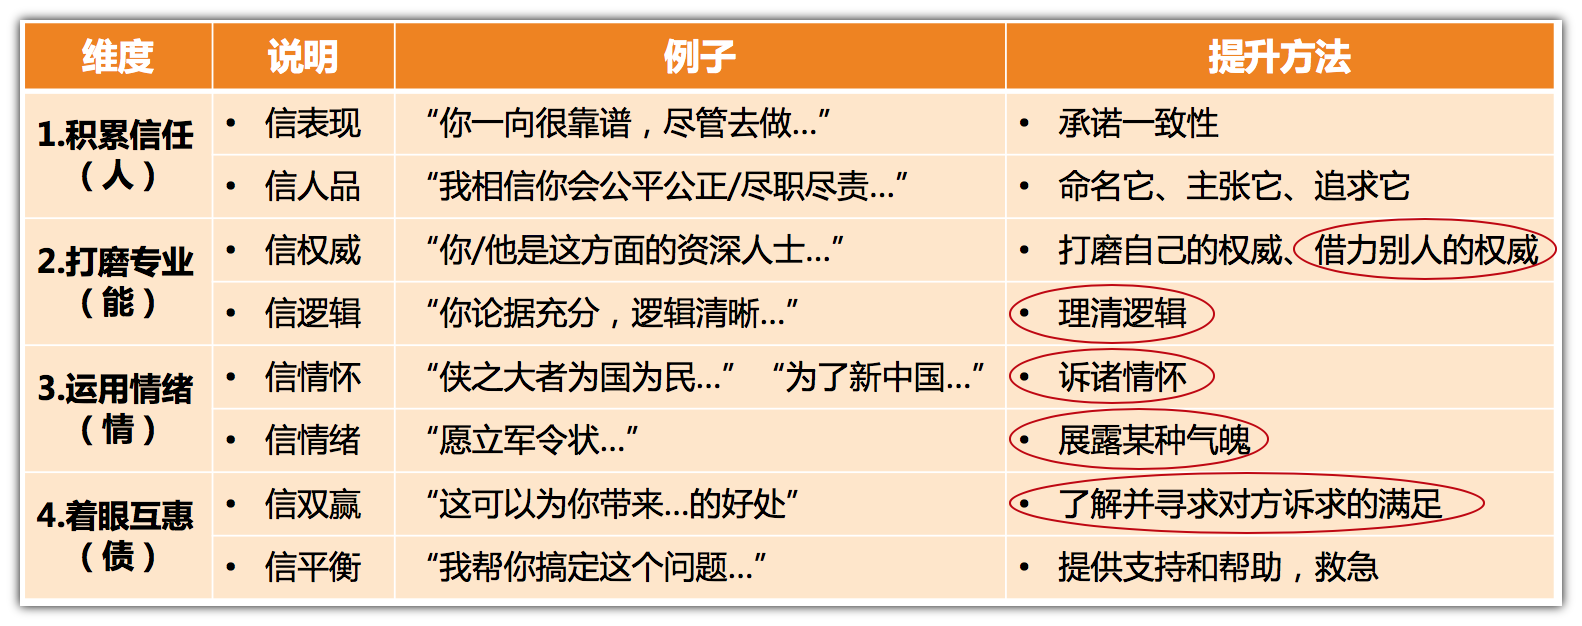 维度 说明 例子 提升方法
1.积累信任
（人）
• 信表现 “你一向很靠谱，尽管去做...” • 承诺一致性
• 信人品 “我相信你会公平公正/尽职尽责...” • 命名它、主张它、追求它
2.打磨专业
（能）
• 信权威 “你/他是这方面的资深人士...” • 打磨自己的权威、借力别人的权威
• 信逻辑 “你论据充分，逻辑清晰...” • 理清逻辑
3.运用情绪
（情）
• 信情怀 “侠之大者为国为民...” “为了新中国...” • 诉诸情怀
• 信情绪 “愿立军令状...” • 展露某种气魄
4.着眼互惠
（债）
• 信双赢 “这可以为你带来...的好处” • 了解并寻求对方诉求的满足
• 信平衡 “我帮你搞定这个问题...” • 提供支持和帮助，救急